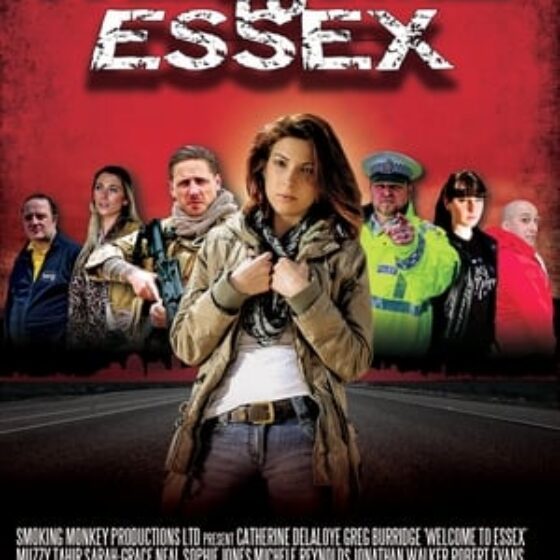 ESSEX
SMOKING MONKEY PRODUCTIONS LTD PRESENT CATHERINE DELALOYE GREG BURRIDGE 'WELCOME TO ESSEX'
MUZZY TAHIR SARAH-GRACE NEAL SOPHIE JONES MICHELE REYNOLDS JONATHAN WALKER ROBERT EVANS